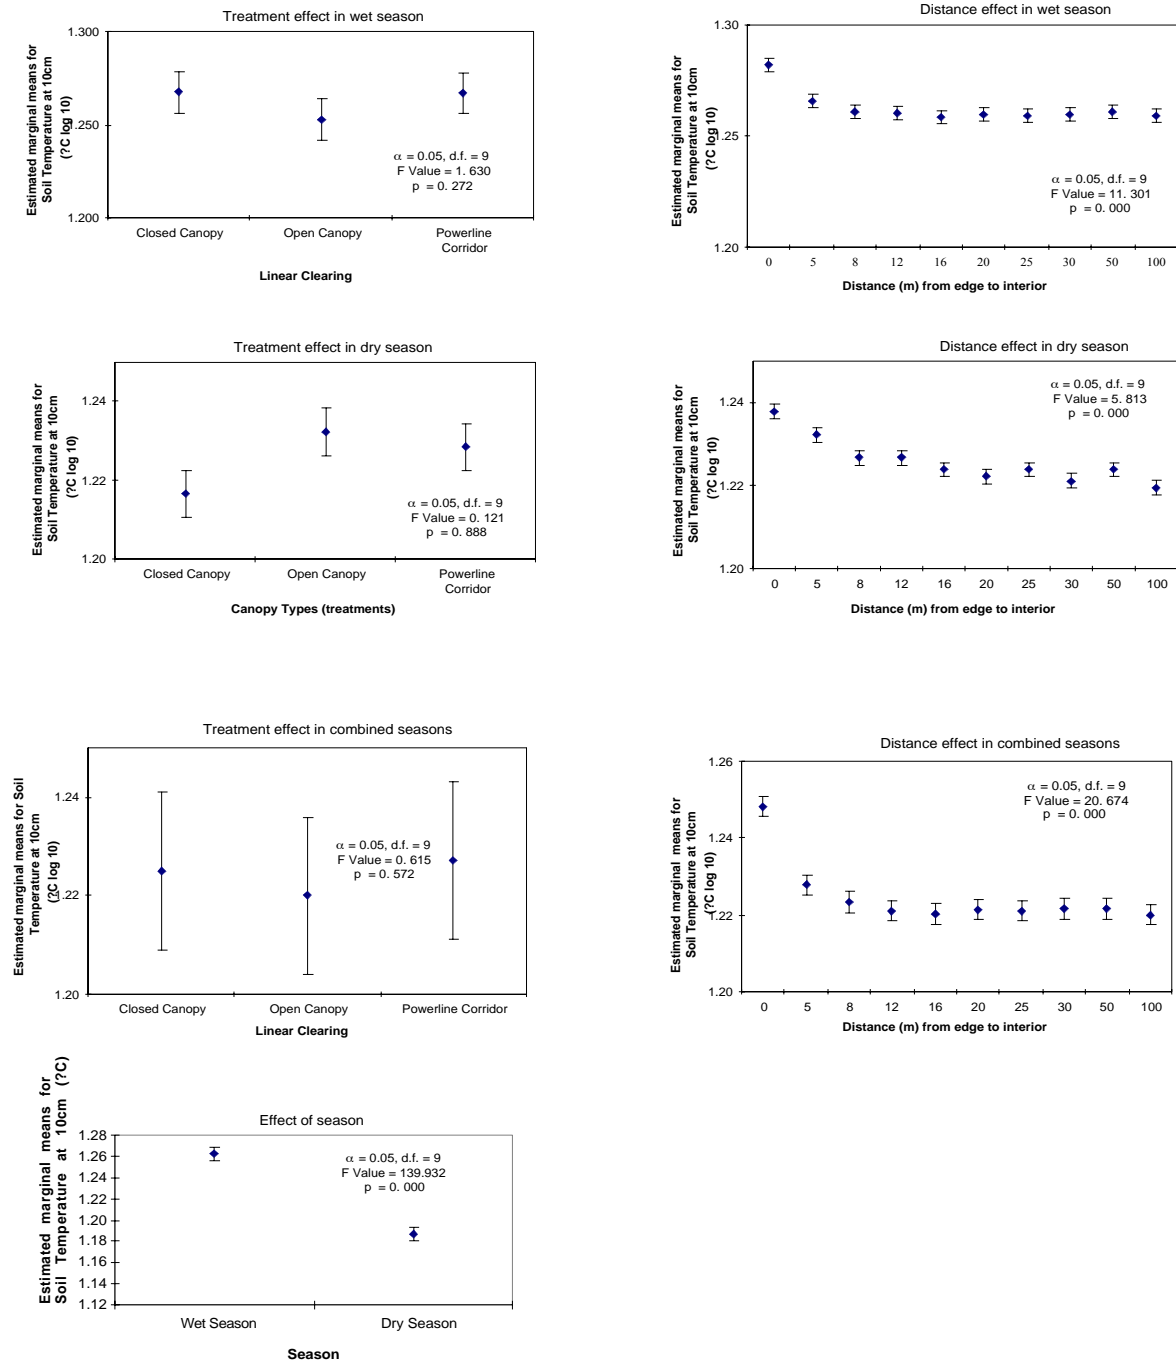 Treatment effect in wet season
Estimated marginal means for
Soil Temperature at 10cm
(?C log 10)
1.300
1.250
1.200
α = 0.05, d.f. = 9
F Value = 1. 630
p = 0. 272
Closed Canopy Open Canopy Powerline
Corridor
Linear Clearing
Distance effect in wet season
Estimated marginal means for
Soil Temperature at 10cm
(?C log 10)
1.30
1.25
1.20
α = 0.05, d.f. = 9
F Value = 11. 301
p = 0. 000
0 5 8 12 16 20 25 30 50 100
Distance (m) from edge to interior
Treatment effect in dry season
Estimated marginal means for
Soil Temperature at 10cm
(?C log 10)
1.24
1.22
1.20
α = 0.05, d.f. = 9
F Value = 0. 121
p = 0. 888
Closed Canopy Open Canopy Powerline
Corridor
Canopy Types (treatments)
Distance effect in dry season
Estimated marginal means for
Soil Temperature at 10cm
(?C log 10)
1.24
1.22
1.20
α = 0.05, d.f. = 9
F Value = 5. 813
p = 0. 000
0 5 8 12 16 20 25 30 50 100
Distance (m) from edge to interior
Treatment effect in combined seasons
Estimated marginal means for Soil
Temperature at 10cm
(?C log 10)
1.24
1.22
1.20
α = 0.05, d.f. = 9
F Value = 0. 615
p = 0. 572
Closed Canopy Open Canopy Powerline Corridor
Linear Clearing
Distance effect in combined seasons
Estimated marginal means for
Soil Temperature at 10cm
(?C log 10)
1.26
1.24
1.22
1.20
α = 0.05, d.f. = 9
F Value = 20. 674
p = 0. 000
0 5 8 12 16 20 25 30 50 100
Distance (m) from edge to interior
Effect of season
Estimated marginal means for
Soil Temperature at 10cm (?C)
1.28
1.26
1.24
1.22
1.20
1.18
1.16
1.14
1.12
α = 0.05, d.f. = 9
F Value = 139.932
p = 0. 000
Wet Season Dry Season
Season